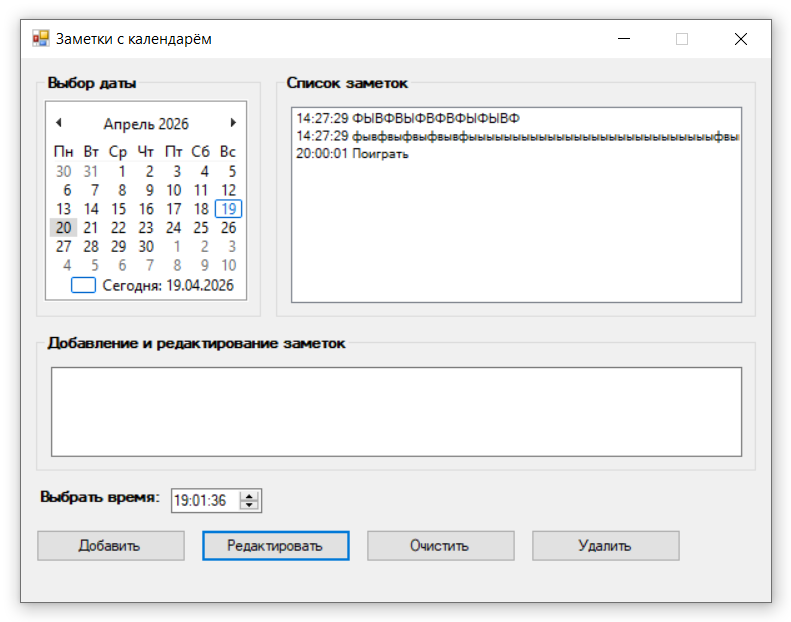 Заметки с календарём
Выбор даты
Апрель 2026
Пн Вт Ср Чт Пт Сб Вс
30 31 1 2 3 4 5
6 7 8 9 10 11 12
13 14 15 16 17 18 19
20 21 22 23 24 25 26
27 28 29 30 1 2 3
4 5 6 7 8 9 10
Сегодня: 19.04.2026
Список заметок
14:27:29 ФЫВФВЫФВФВФЫФЫВФ
20:00:01 Поиграть
Добавление и редактирование заметок
Выбрать время: 19:01:36
Добавить Редактировать Очистить Удалить